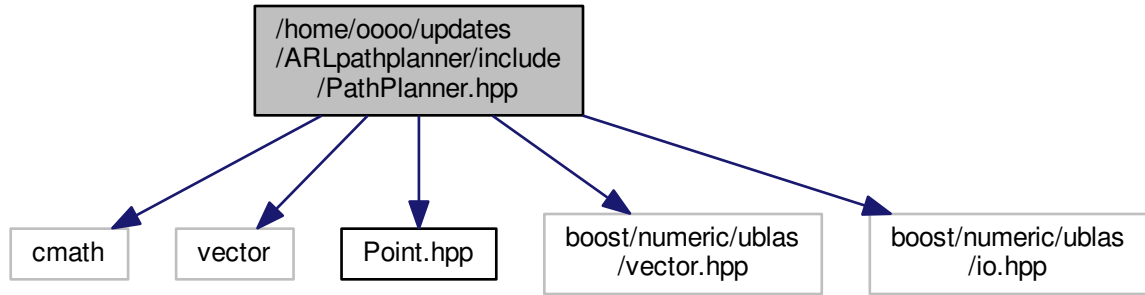 /home/oooo/updates
/ARLpathplanner/include
/PathPlanner.hpp
cmath
vector
Point.hpp
boost/numeric/ublas
/vector.hpp
boost/numeric/ublas
/io.hpp